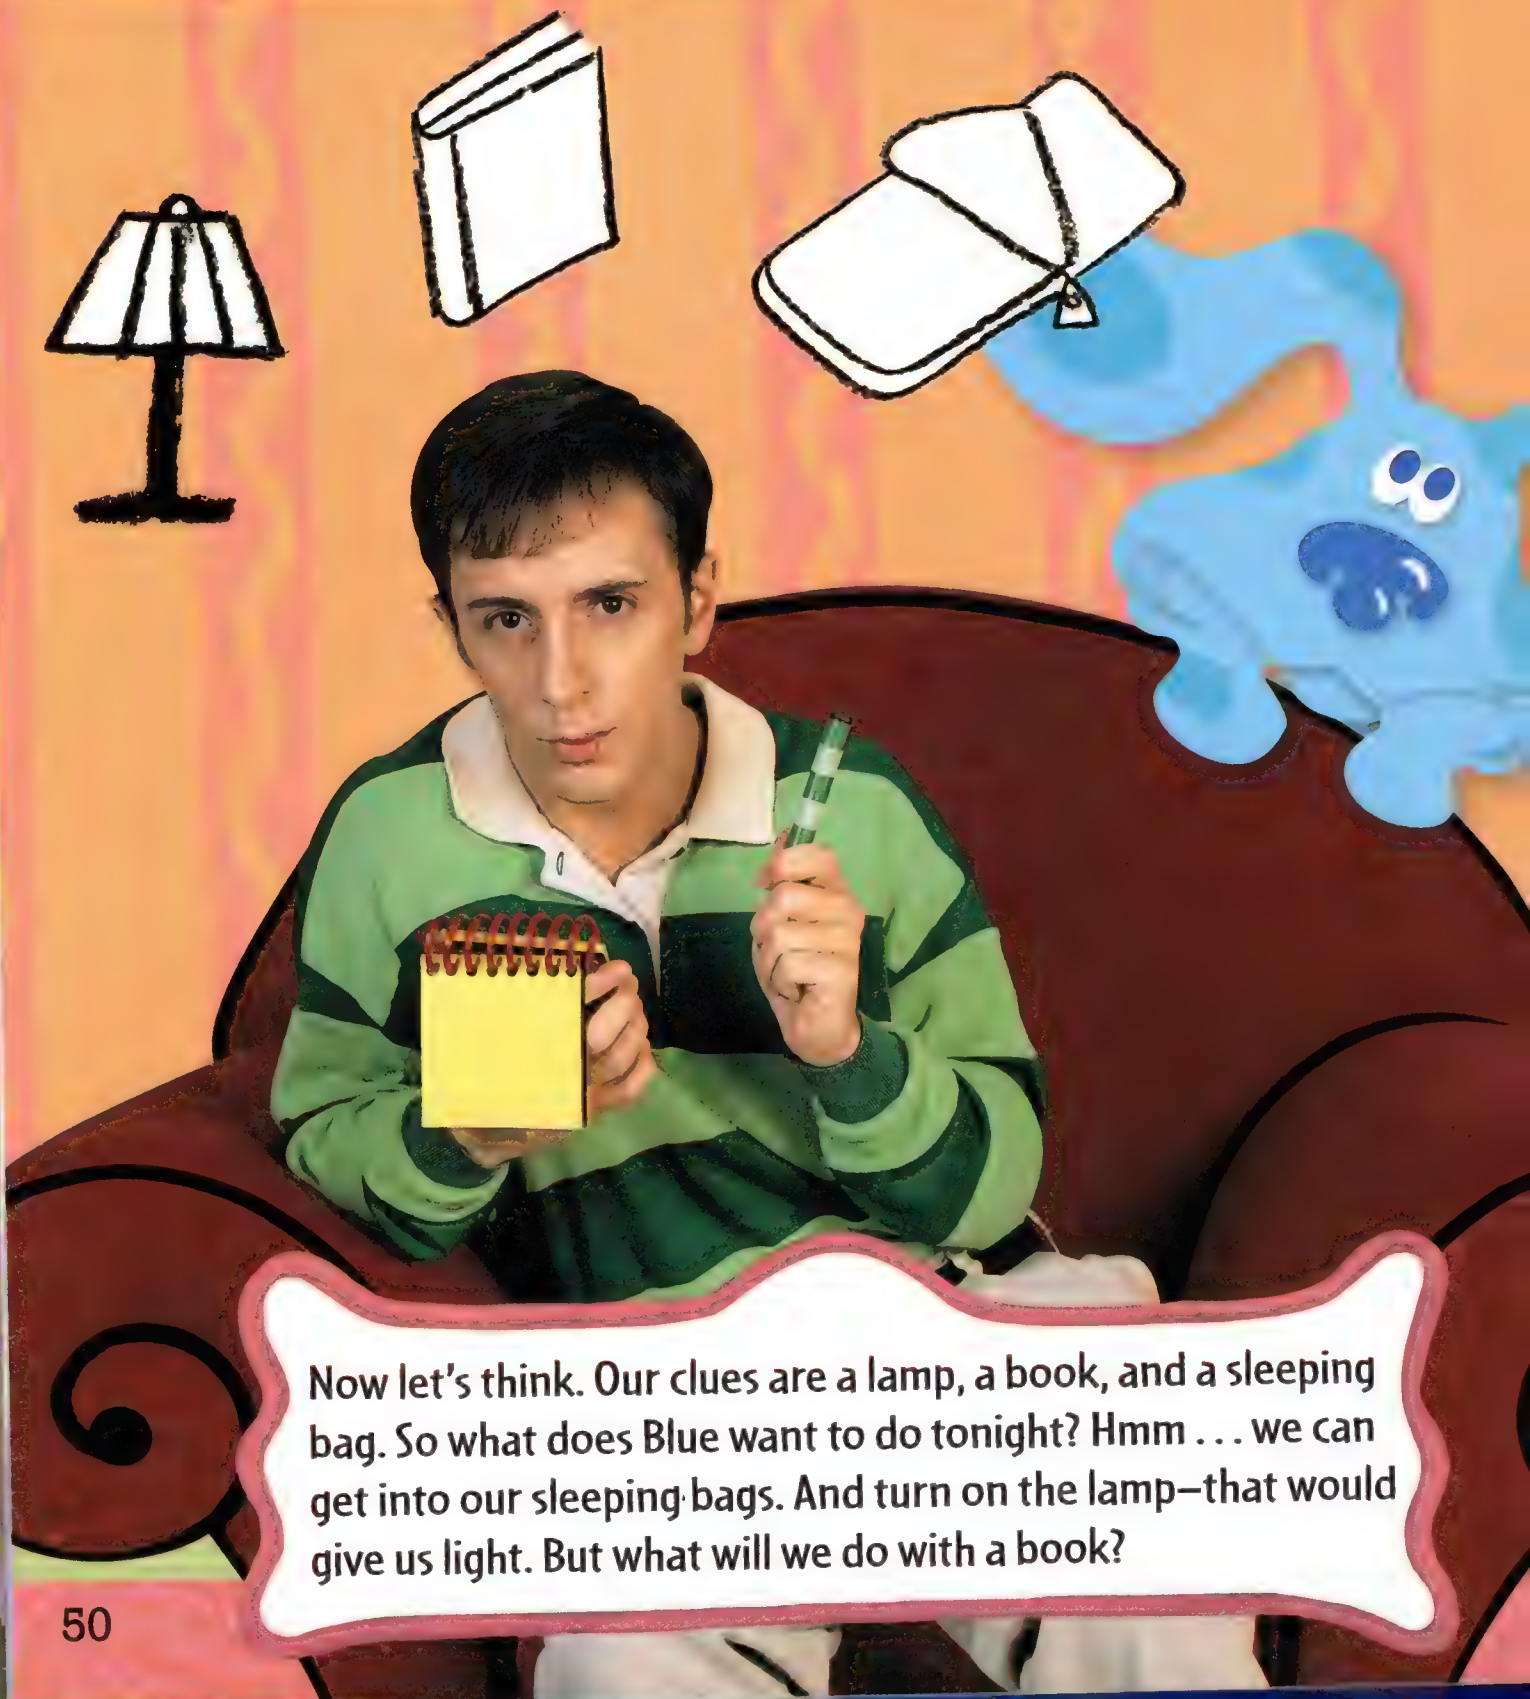 Now let's think. Our clues are a lamp, a book, and a sleeping
bag. So what does Blue want to do tonight? Hmm . . . we can
get into our sleeping bags. And turn on the lamp—that would
give us light. But what will we do with a book?
50